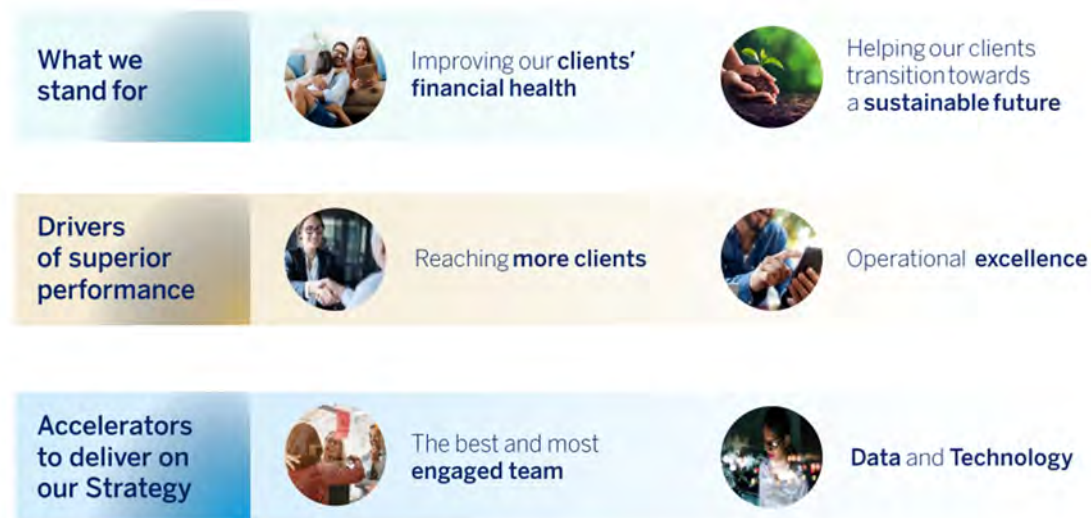 What we
stand for
Improving our clients'
financial health
Helping our clients
transition towards
a sustainable future
Drivers
of superior
performance
Reaching more clients
Operational excellence
Accelerators
to deliver on
our Strategy
The best and most
engaged team
Data and Technology